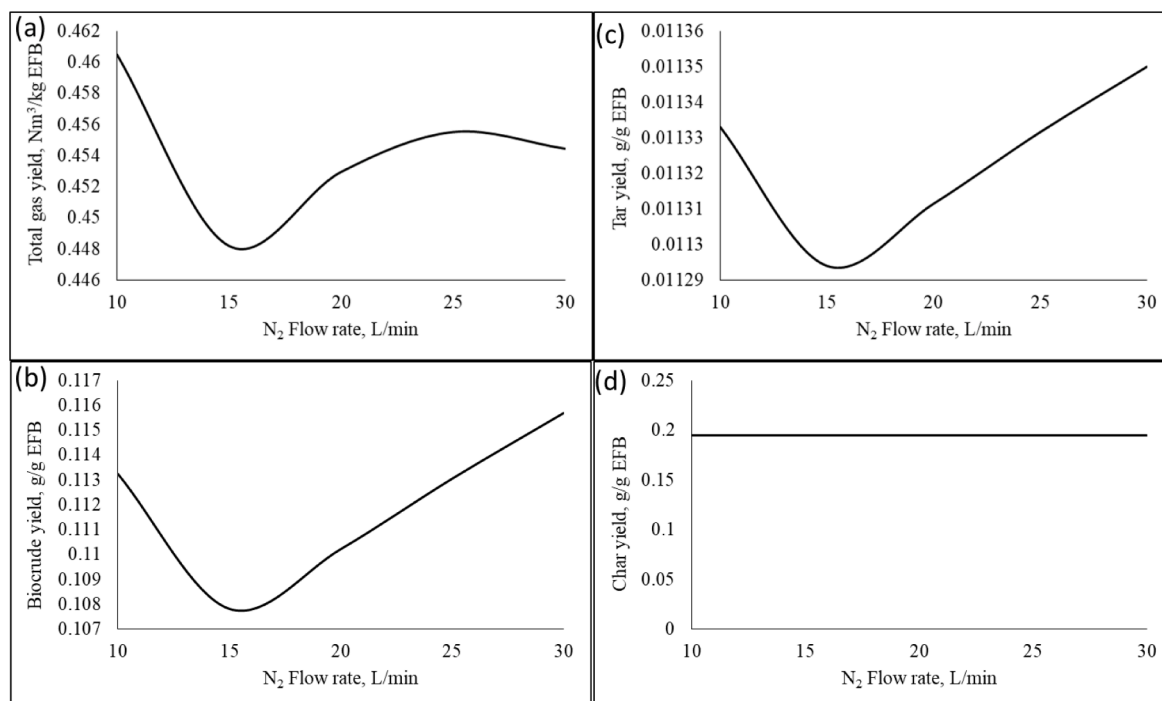 (a)
Total gas yield, Nm³/kg EFB
0.462
0.46
0.458
0.456
0.454
0.452
0.45
0.448
0.446
10 15 20 25 30
N₂ Flow rate, L/min
(c)
Tar yield, g/g EFB
0.01136
0.01135
0.01134
0.01133
0.01132
0.01131
0.0113
0.01129
10 15 20 25 30
N₂ Flow rate, L/min
(b)
Biocrude yield, g/g EFB
0.117
0.116
0.115
0.114
0.113
0.112
0.111
0.11
0.109
0.108
0.107
10 15 20 25 30
N₂ Flow rate, L/min
(d)
Char yield, g/g EFB
0.25
0.2
0.15
0.1
0.05
0
10 15 20 25 30
N₂ Flow rate, L/min